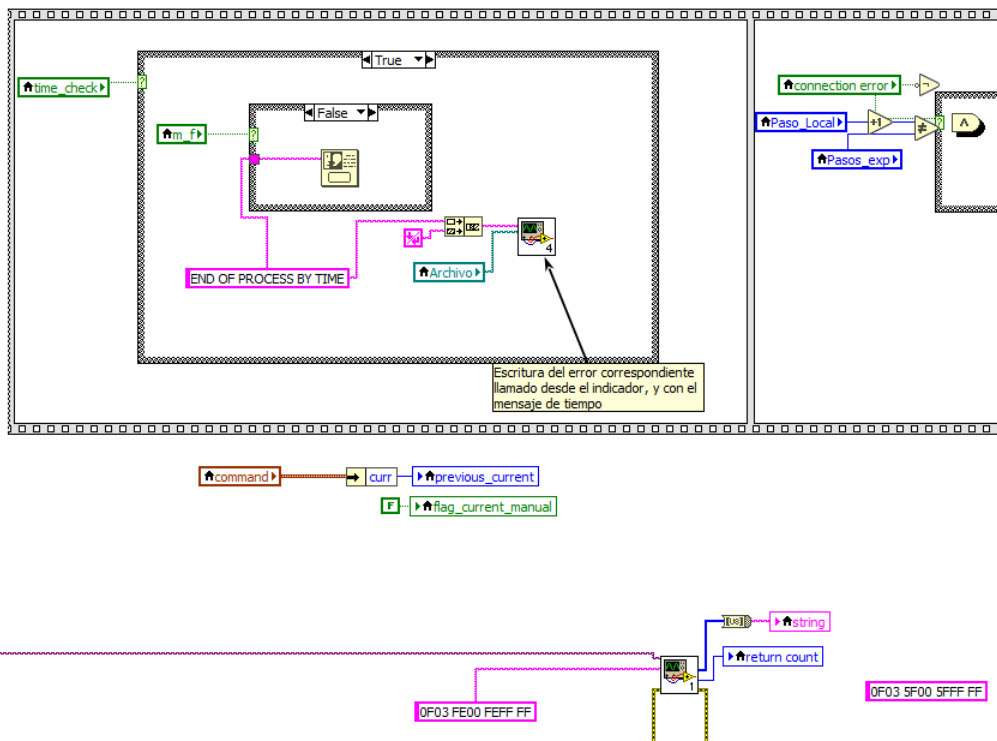 True
time_check
connection error
False
Paso_Local
+1
Pasos_exp
m_f
Archivo
4
END OF PROCESS BY TIME
Escritura del error correspondiente
llamado desde el indicador, y con el
mensaje de tiempo
command
curr
previous_current
F
flag_current_manual
[U8]
string
return count
1
0F03 FE00 FEFF FF
0F03 5F00 5FFF FF